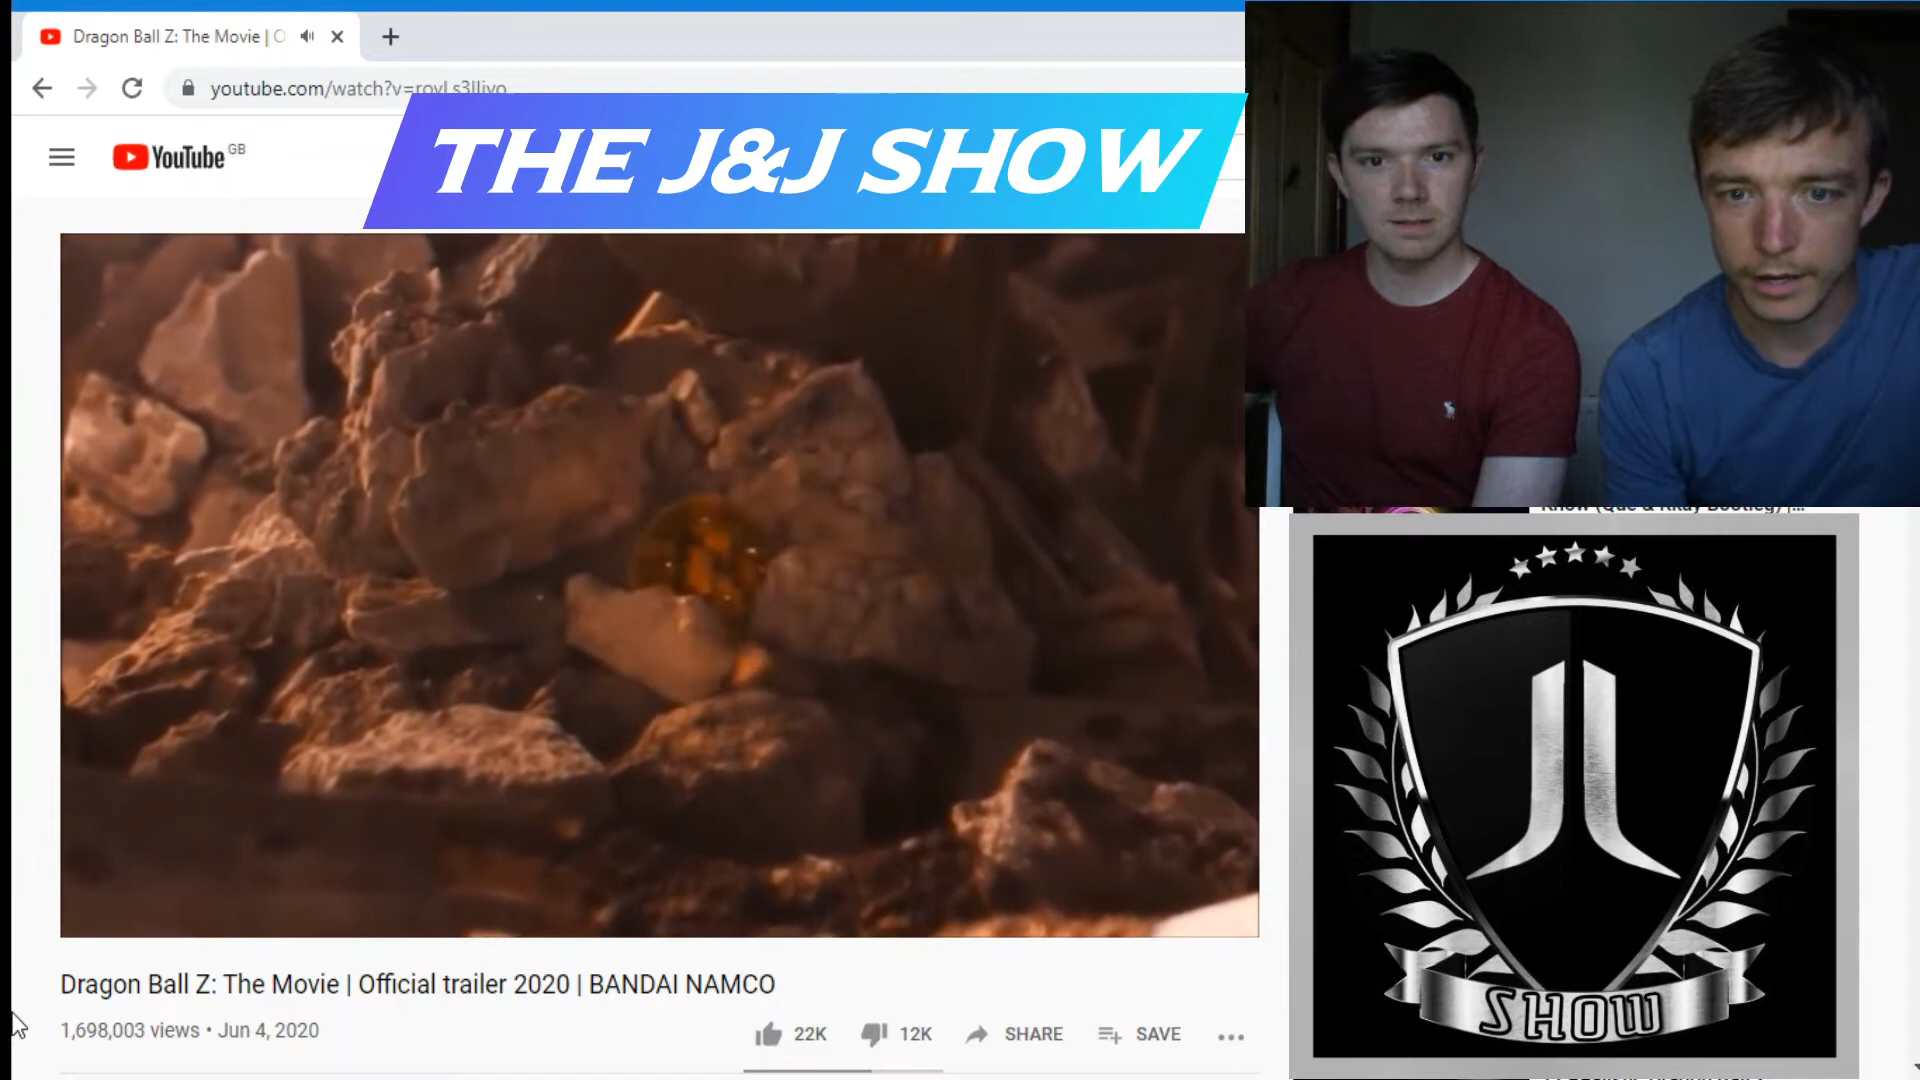 Dragon Ball Z: The Movie | O
youtube.com/watch?v=
THE J&J SHOW
YouTube GB
Dragon Ball Z: The Movie | Official trailer 2020 | BANDAI NAMCO
1,698,003 views • Jun 4, 2020
22K
12K
SHARE
SAVE
SHOW